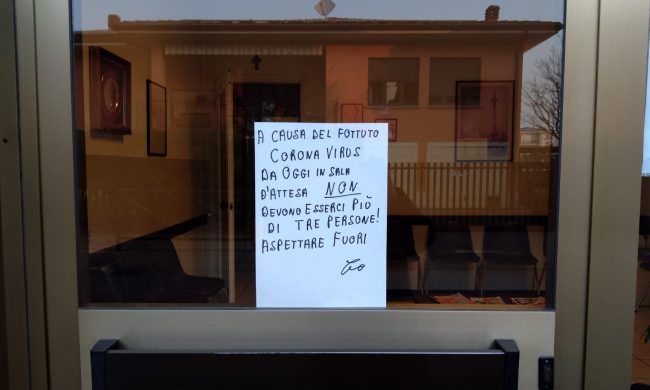 A CAUSA DEL FOTTUTO
CORONA VIRUS
DA OGGI IN SALA
D'ATTESA NON
DEVONO ESSERCI PIÙ
DI TRE PERSONE!
ASPETTARE FUORI